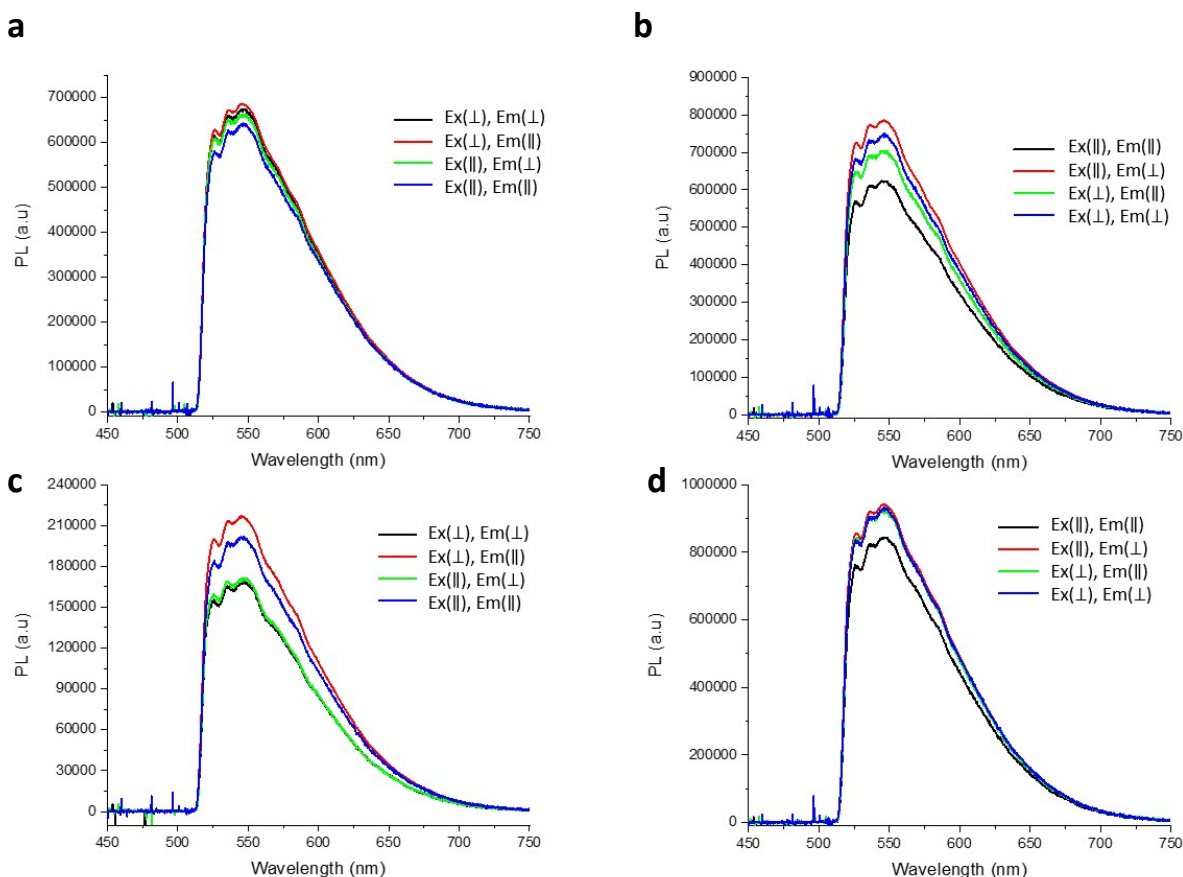 a
700000
600000
500000
400000
300000
200000
100000
0
PL (a.u)
450 500 550 600 650 700 750
Wavelength (nm)
Ex(⊥), Em(⊥)
Ex(⊥), Em(∥)
Ex(∥), Em(⊥)
Ex(∥), Em(∥)
b
900000
800000
700000
600000
500000
400000
300000
200000
100000
0
PL (a.u)
450 500 550 600 650 700 750
Wavelength (nm)
Ex(∥), Em(∥)
Ex(∥), Em(⊥)
Ex(⊥), Em(∥)
Ex(⊥), Em(⊥)
c
240000
210000
180000
150000
120000
90000
60000
30000
0
PL (a.u)
450 500 550 600 650 700 750
Wavelength (nm)
Ex(⊥), Em(⊥)
Ex(⊥), Em(∥)
Ex(∥), Em(⊥)
Ex(∥), Em(∥)
d
1000000
800000
600000
400000
200000
0
PL (a.u)
450 500 550 600 650 700 750
Wavelength (nm)
Ex(∥), Em(∥)
Ex(∥), Em(⊥)
Ex(⊥), Em(∥)
Ex(⊥), Em(⊥)